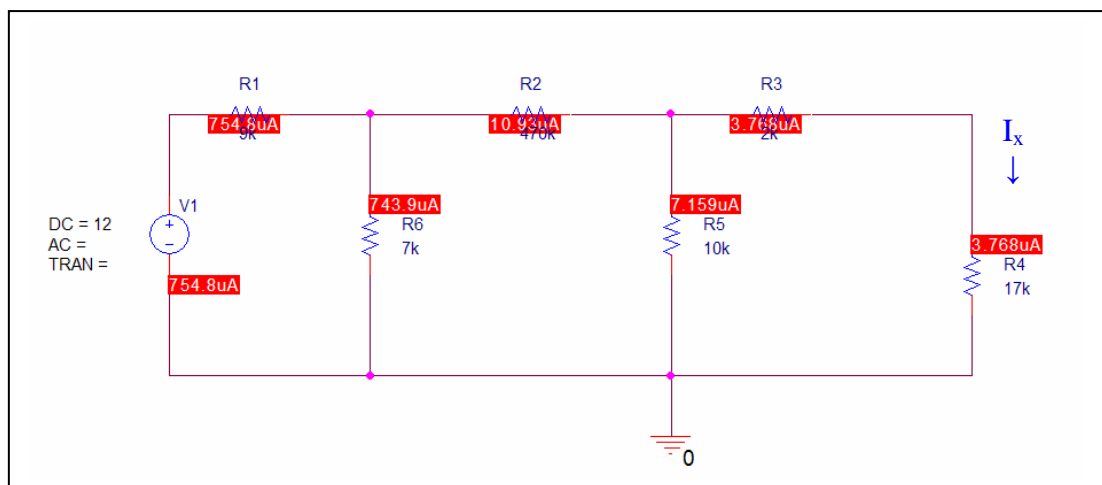 R1
R2
R3
754.8uA
9k
10.93uA
470k
3.768uA
2k
Ix
↓
743.9uA
R6
7k
7.159uA
R5
10k
V1
DC = 12
AC =
TRAN =
+
−
754.8uA
3.768uA
R4
17k
0